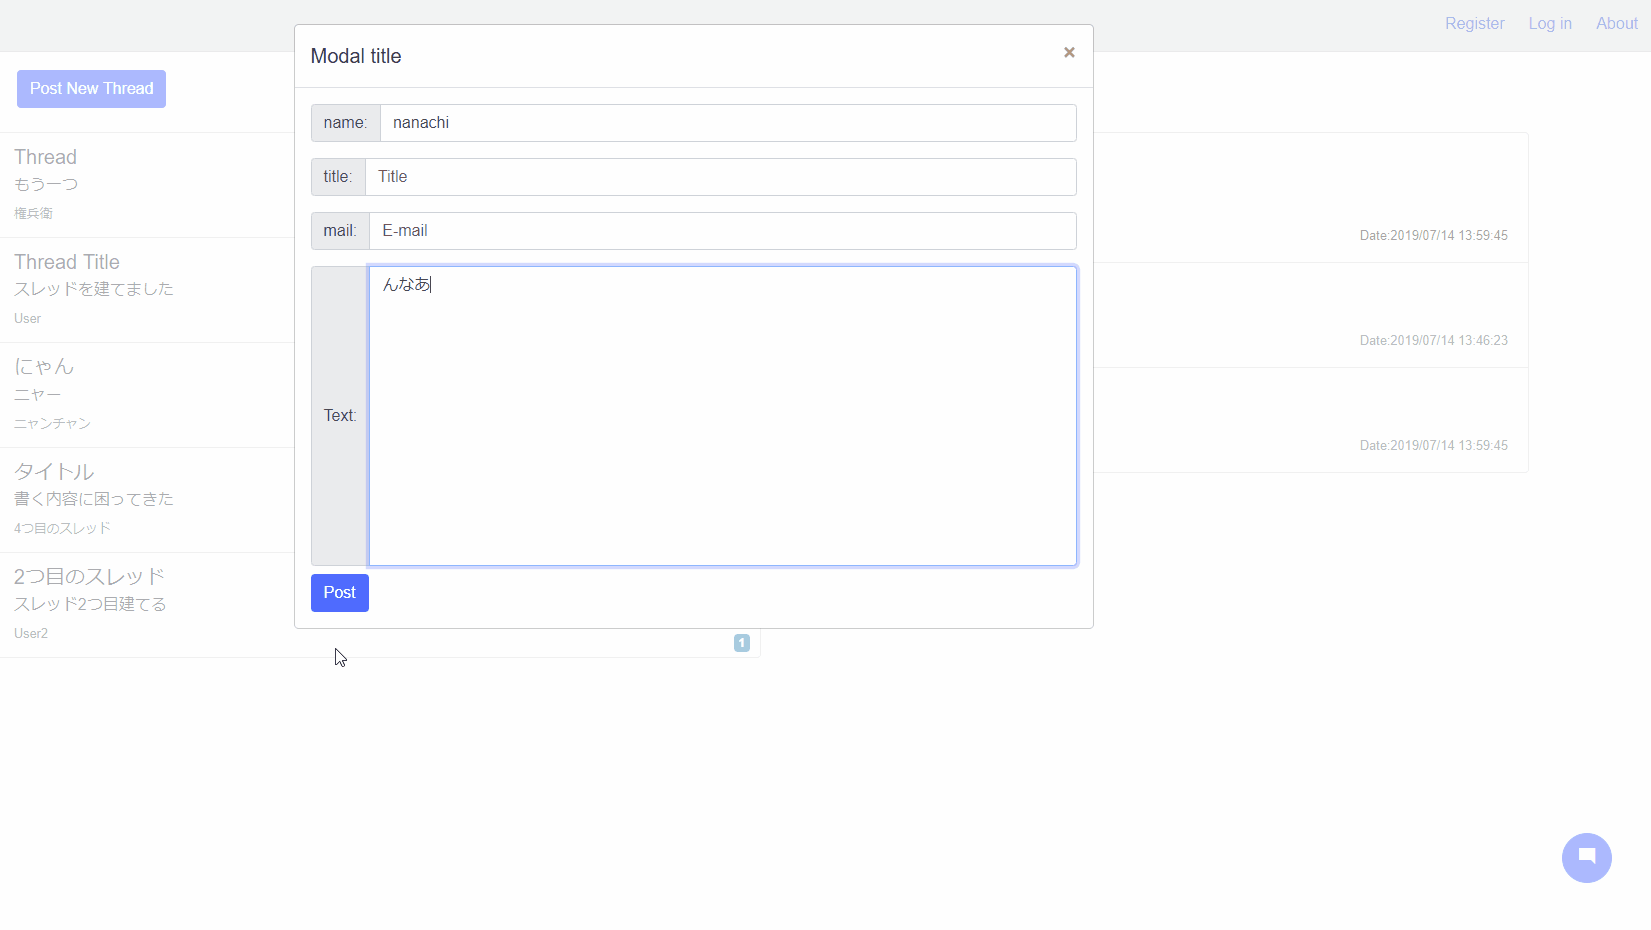 Register Log in About
Modal title
×
Post New Thread
name: nanachi
title: Title
mail: E-mail
Text: んなあ
Post
Thread
もう一つ
権兵衛
Thread Title
スレッドを建てました
User
にゃん
ニャー
ニャンチャン
タイトル
書く内容に困ってきた
4つ目のスレッド
2つ目のスレッド
スレッド2つ目建てる
User2
1
Date:2019/07/14 13:59:45
Date:2019/07/14 13:46:23
Date:2019/07/14 13:59:45